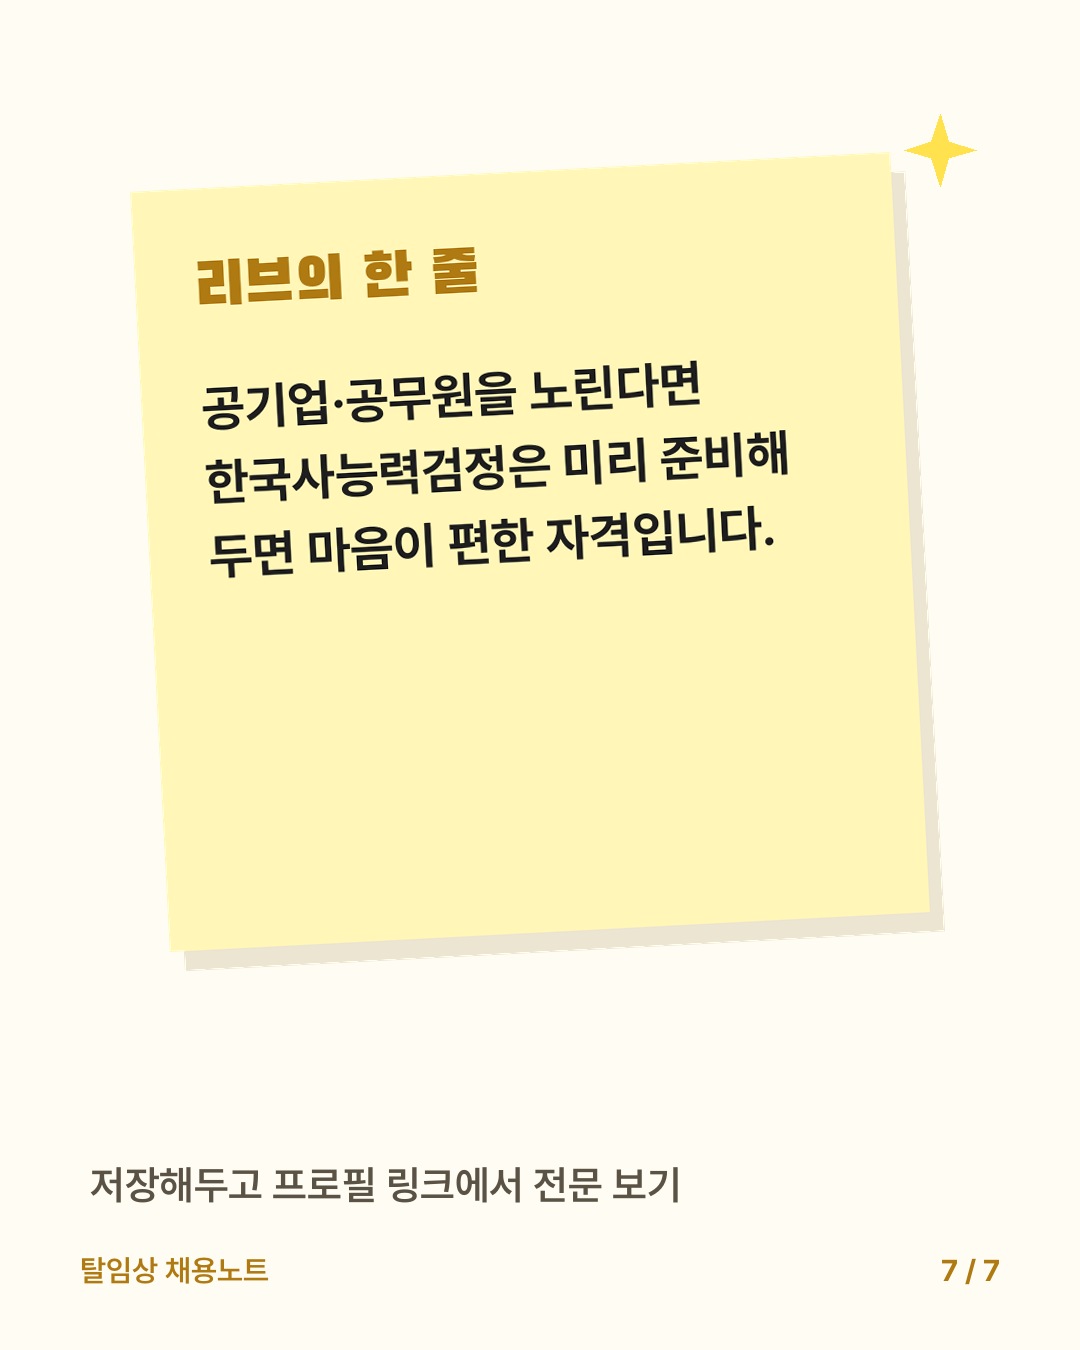 리브의 한 줄
공기업·공무원을 노린다면
한국사능력검정은 미리 준비해
두면 마음이 편한 자격입니다.
저장해두고 프로필 링크에서 전문 보기
탈임상 채용노트
7 / 7